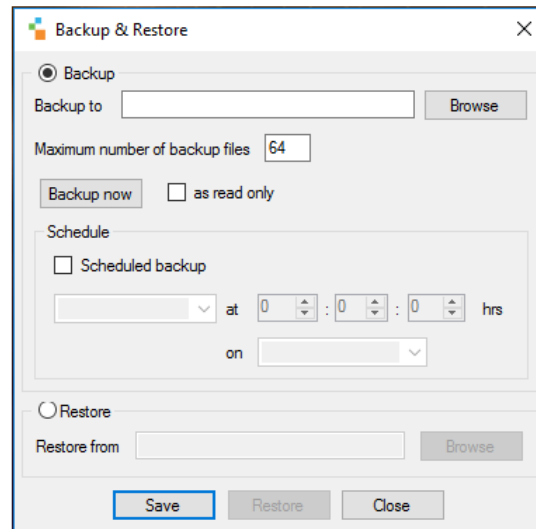 Backup & Restore
Backup
Backup to Browse
Maximum number of backup files 64
Backup now as read only
Schedule
Scheduled backup
at 0 : 0 : 0 hrs
on
Restore
Restore from Browse
Save Restore Close